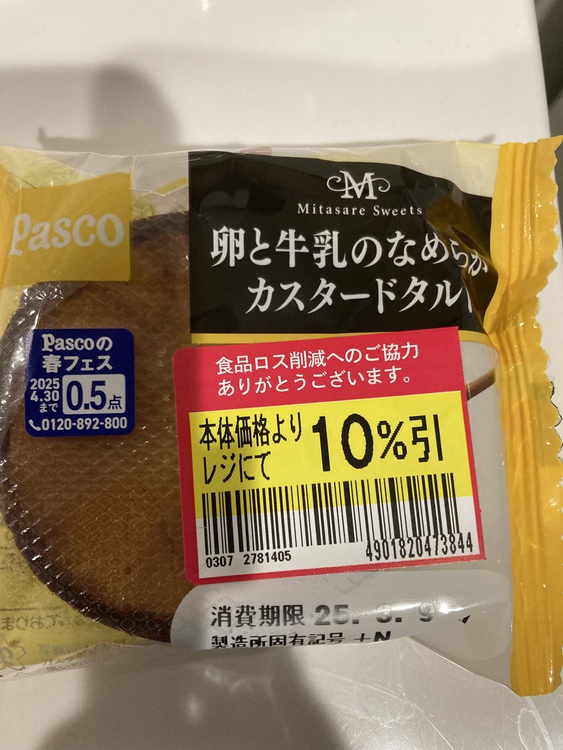 Pasco
M
Mitasare Sweets
卵と牛乳のなめらか
カスタードタルト
Pascoの
春フェス
2025
4.30
まで
0.5点
0120-892-800
食品ロス削減へのご協力
ありがとうございます。
本体価格より
レジにて
10%引
0307 2781405
4901820473844
消費期限 25.
製造所固有記号 +N